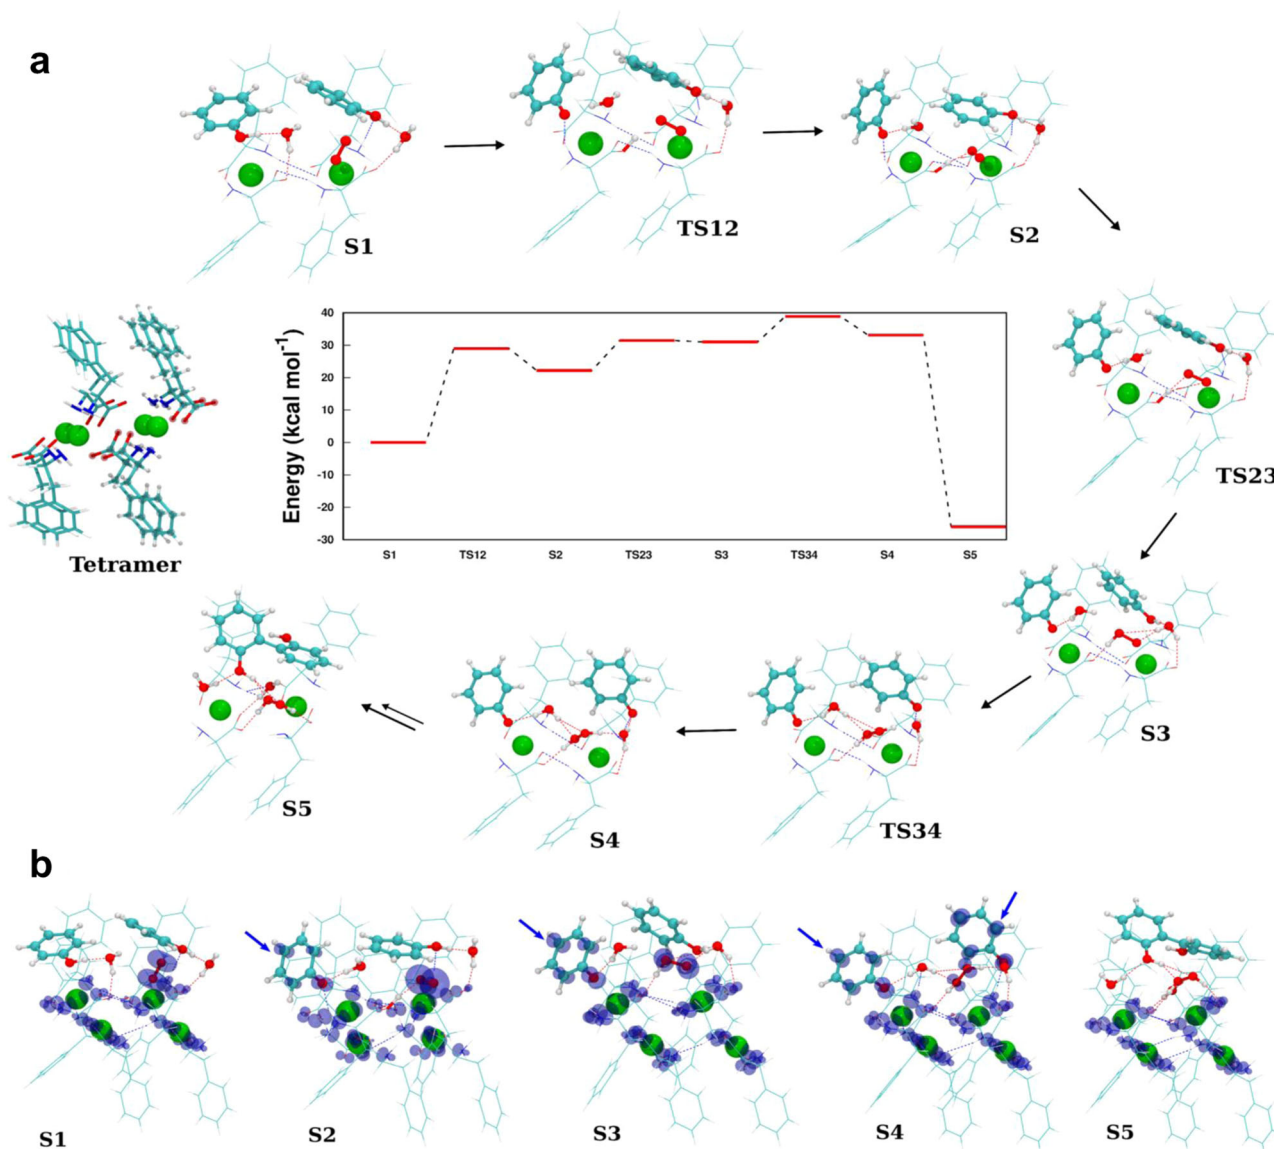 a
S1
TS12
S2
TS23
S3
TS34
S4
S5
Tetramer
Energy (kcal mol⁻¹)
40
30
20
10
0
-10
-20
-30
S1 TS12 S2 TS23 S3 TS34 S4 S5
b
S1 S2 S3 S4 S5